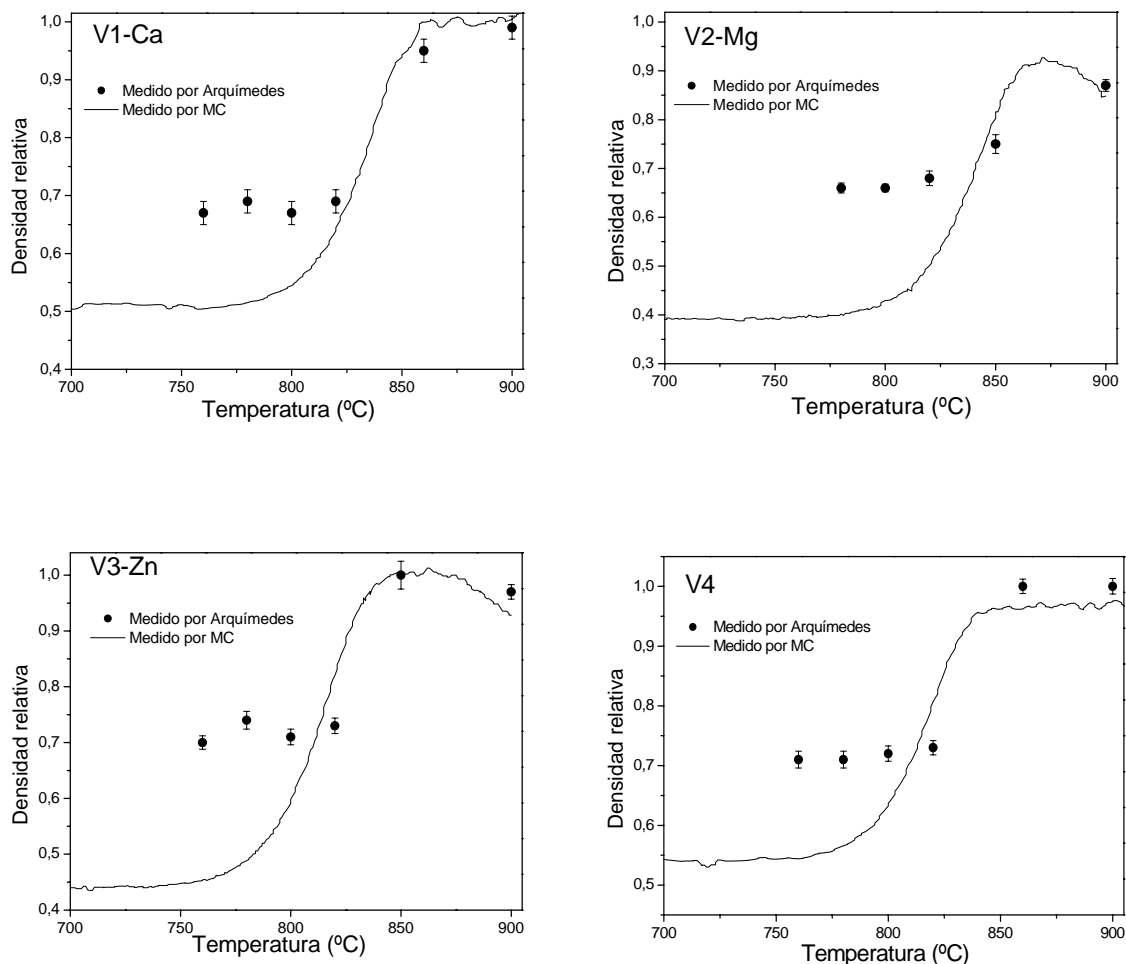 V1-Ca
Medido por Arquímedes
Medido por MC
Densidad relativa
1,0
0,9
0,8
0,7
0,6
0,5
0,4
700 750 800 850 900
Temperatura (ºC)
V2-Mg
Medido por Arquímedes
Medido por MC
Densidad relativa
1,0
0,9
0,8
0,7
0,6
0,5
0,4
0,3
700 750 800 850 900
Temperatura (ºC)
V3-Zn
Medido por Arquímedes
Medido por MC
Densidad relativa
1,0
0,9
0,8
0,7
0,6
0,5
0,4
700 750 800 850 900
Temperatura (ºC)
V4
Medido por Arquímedes
Medido por MC
Densidad relativa
1,0
0,9
0,8
0,7
0,6
0,5
700 750 800 850 900
Temperatura (ºC)